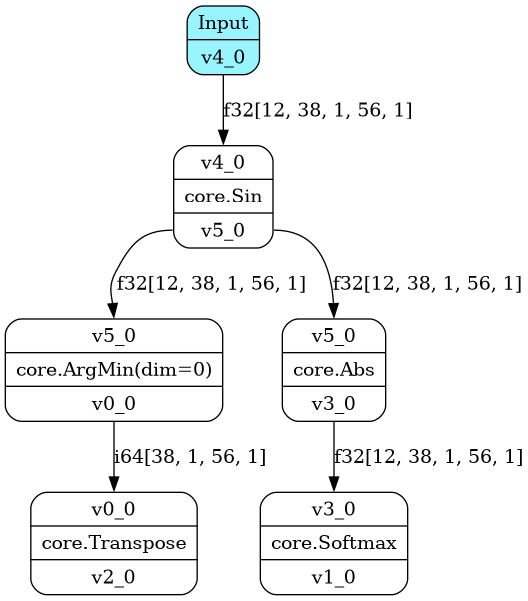 Input
v4_0
f32[12, 38, 1, 56, 1]
v4_0
core.Sin
v5_0
f32[12, 38, 1, 56, 1]
f32[12, 38, 1, 56, 1]
v5_0
core.ArgMin(dim=0)
v0_0
v5_0
core.Abs
v3_0
i64[38, 1, 56, 1]
f32[12, 38, 1, 56, 1]
v0_0
core.Transpose
v2_0
v3_0
core.Softmax
v1_0